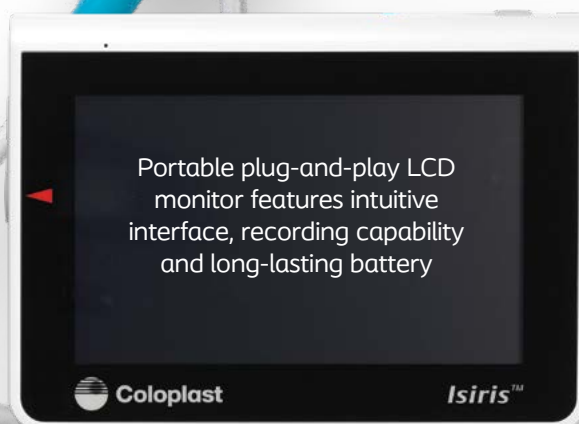 Portable plug-and-play LCD
monitor features intuitive
interface, recording capability
and long-lasting battery
Coloplast
Isiris™